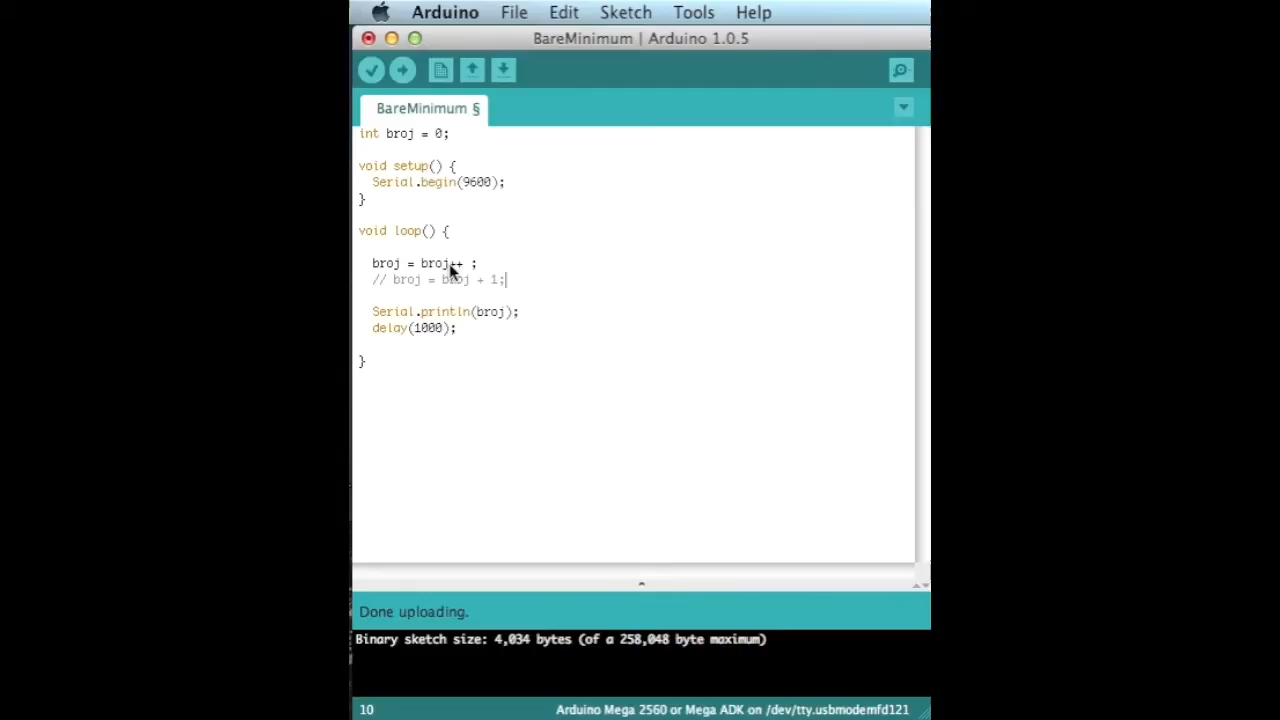 Arduino File Edit Sketch Tools Help
BareMinimum | Arduino 1.0.5
BareMinimum §
int broj = 0;
void setup() {
Serial.begin(9600);
}
void loop() {
broj = broj++ ;
// broj = broj + 1;
Serial.println(broj);
delay(1000);
}
Done uploading.
Binary sketch size: 4,034 bytes (of a 258,048 byte maximum)
10 Arduino Mega 2560 or Mega ADK on /dev/tty.usbmodemfd121